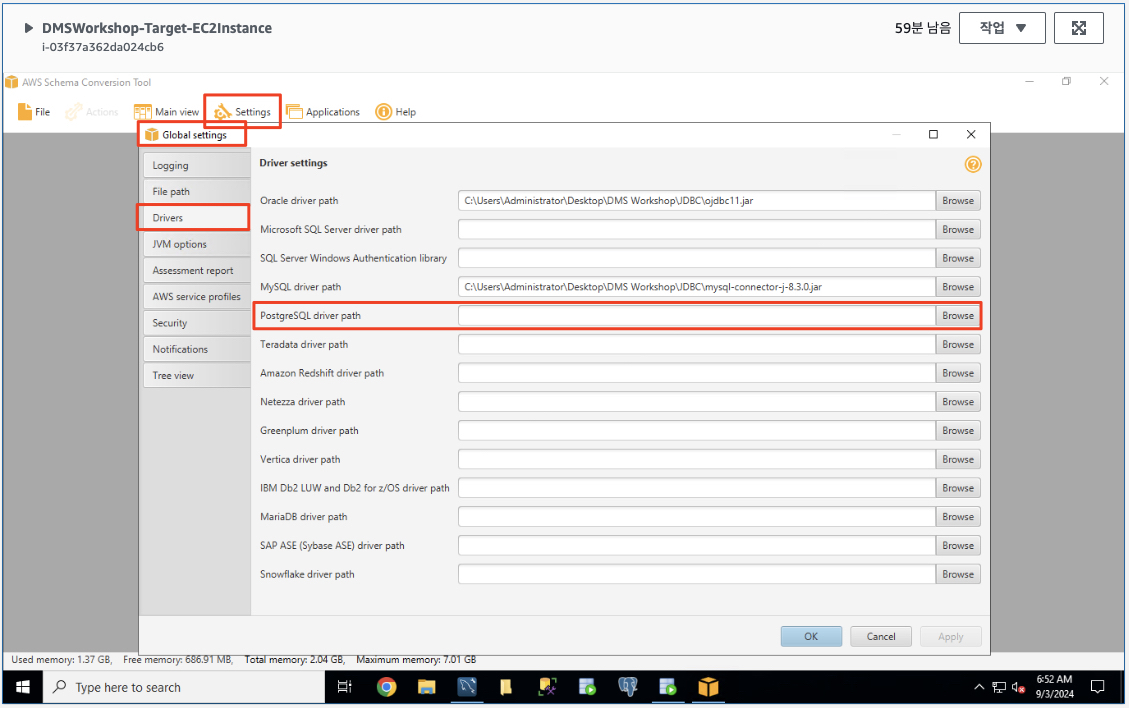 DMSWorkshop-Target-EC2Instance
i-03f37a362da024cb6
59분 남음
작업
AWS Schema Conversion Tool
File Actions Main view Settings Applications Help
Global settings
Logging
File path
Drivers
JVM options
Assessment report
AWS service profiles
Security
Notifications
Tree view
Driver settings
Oracle driver path C:\Users\Administrator\Desktop\DMS Workshop\JDBC\ojdbc11.jar Browse
Microsoft SQL Server driver path Browse
SQL Server Windows Authentication library Browse
MySQL driver path C:\Users\Administrator\Desktop\DMS Workshop\JDBC\mysql-connector-j-8.3.0.jar Browse
PostgreSQL driver path Browse
Teradata driver path Browse
Amazon Redshift driver path Browse
Netezza driver path Browse
Greenplum driver path Browse
Vertica driver path Browse
IBM Db2 LUW and Db2 for z/OS driver path Browse
MariaDB driver path Browse
SAP ASE (Sybase ASE) driver path Browse
Snowflake driver path Browse
OK Cancel Apply
Used memory: 1.37 GB, Free memory: 686.91 MB, Total memory: 2.04 GB, Maximum memory: 7.01 GB
Type here to search
6:52 AM
9/3/2024